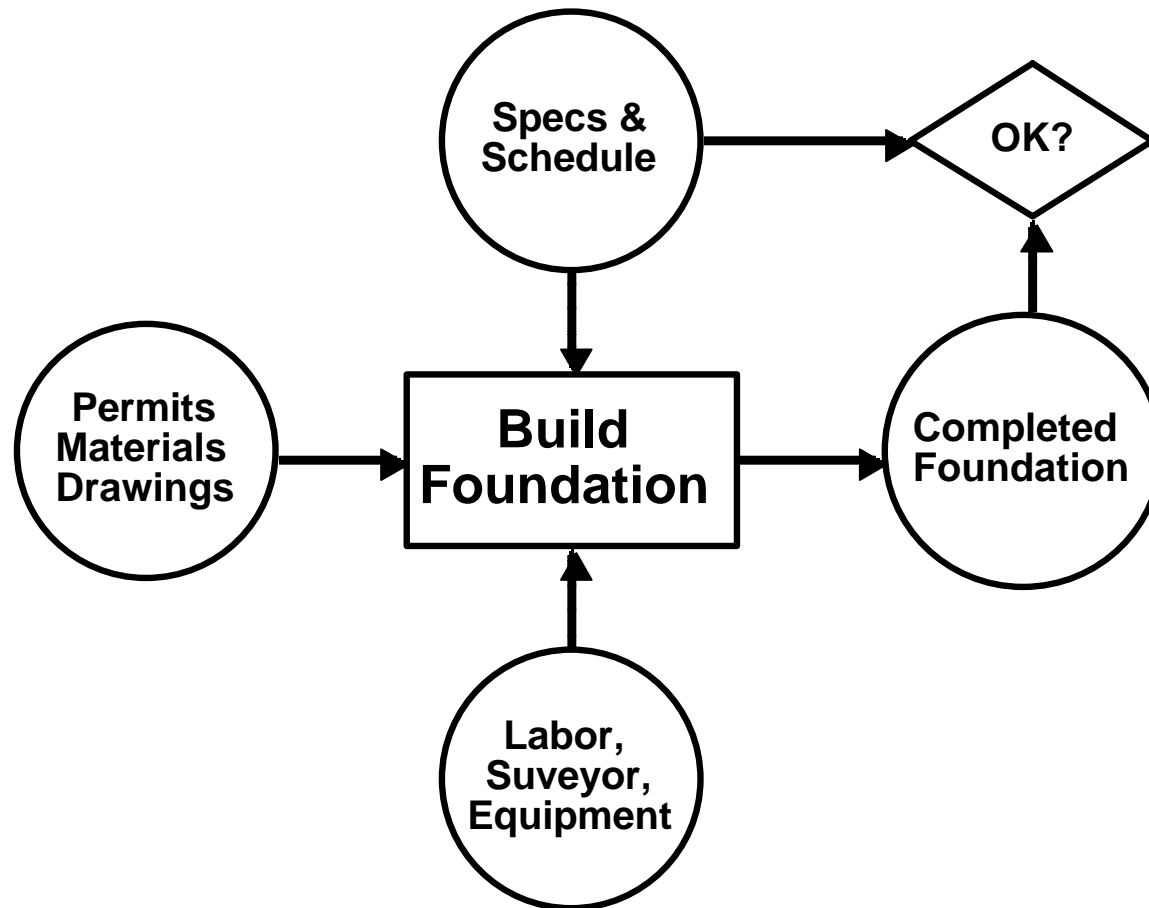 Specs &
Schedule
OK?
Permits
Materials
Drawings
Build
Foundation
Completed
Foundation
Labor,
Suveyor,
Equipment